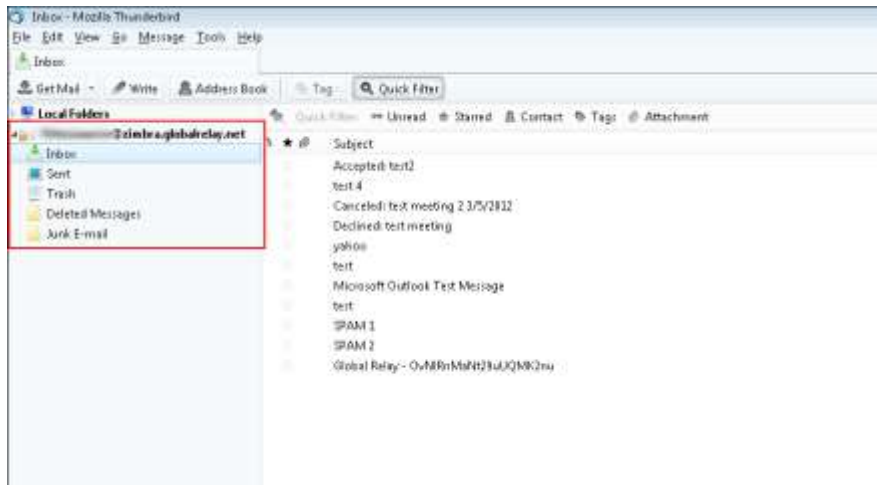 Inbox - Mozilla Thunderbird
File Edit View Go Message Tools Help
Inbox
Get Mail Write Address Book Tag Quick Filter
Local Folders Quick Filter: Unread Starred Contact Tags Attachment
@zimbra.globalrelay.net
Subject
Inbox
Accepted: test2
Sent
test 4
Trash
Canceled: test meeting 2 3/5/2012
Deleted Messages
Declined: test meeting
Junk E-mail
yahoo
test
Microsoft Outlook Test Message
test
SPAM 1
SPAM 2
Global Relay -